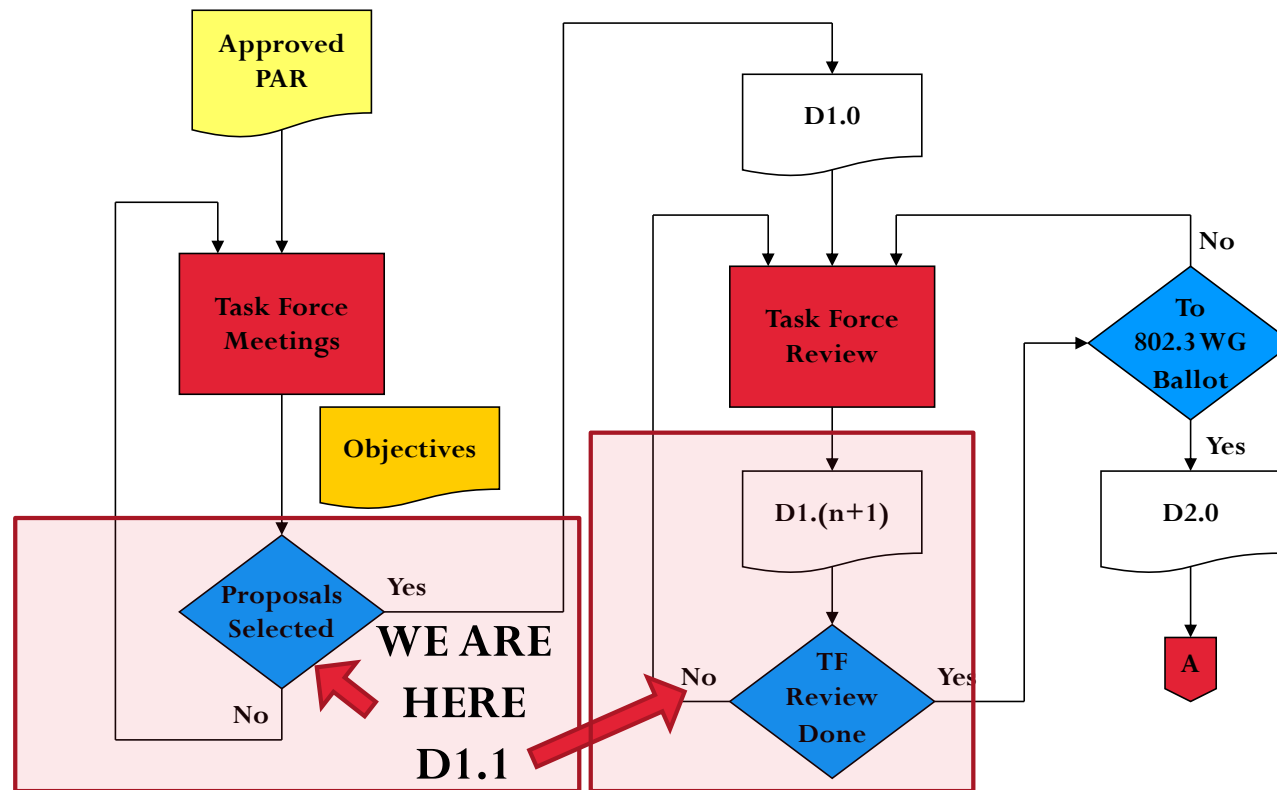 Approved
PAR
Task Force
Meetings
Objectives
Proposals
Selected
Yes
No
WE ARE
HERE
D1.1
D1.0
Task Force
Review
D1.(n+1)
TF
Review
Done
No
Yes
To
802.3 WG
Ballot
No
Yes
D2.0
A